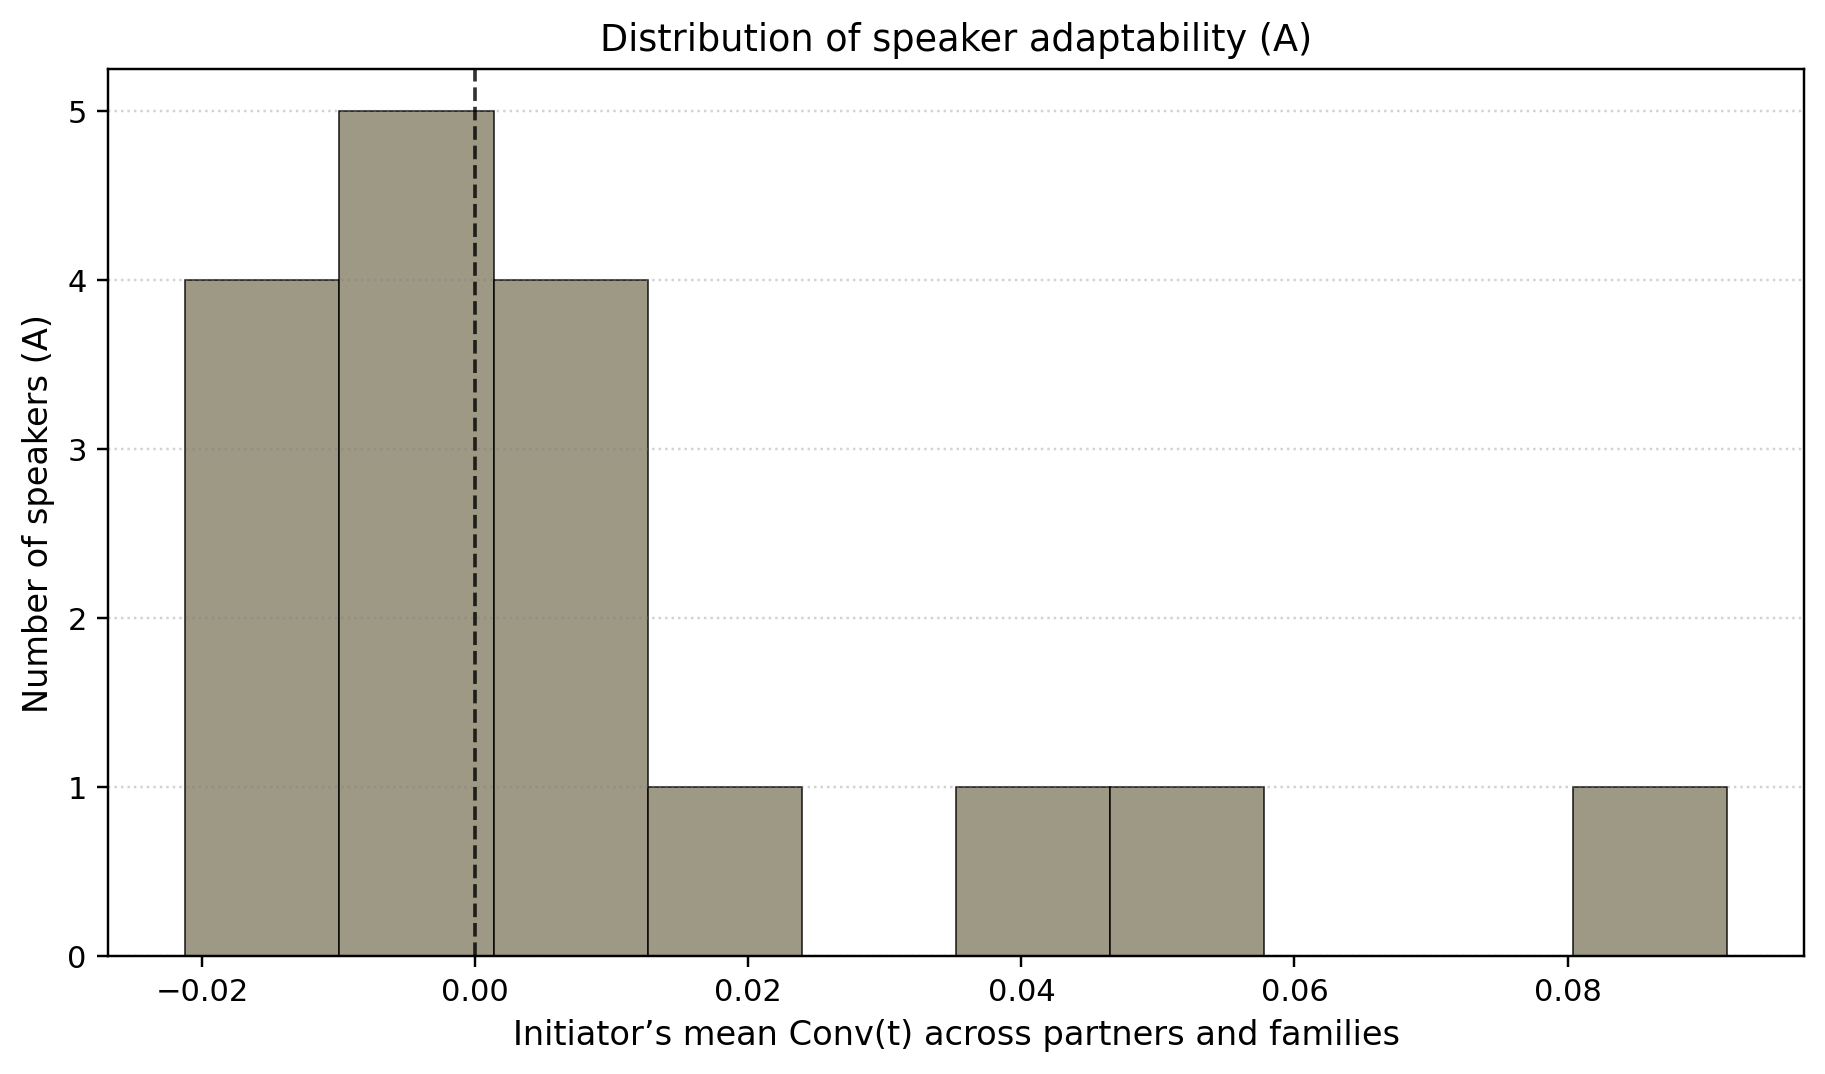 Distribution of speaker adaptability (A)
Number of speakers (A)
5
4
3
2
1
0
−0.02 0.00 0.02 0.04 0.06 0.08
Initiator’s mean Conv(t) across partners and families